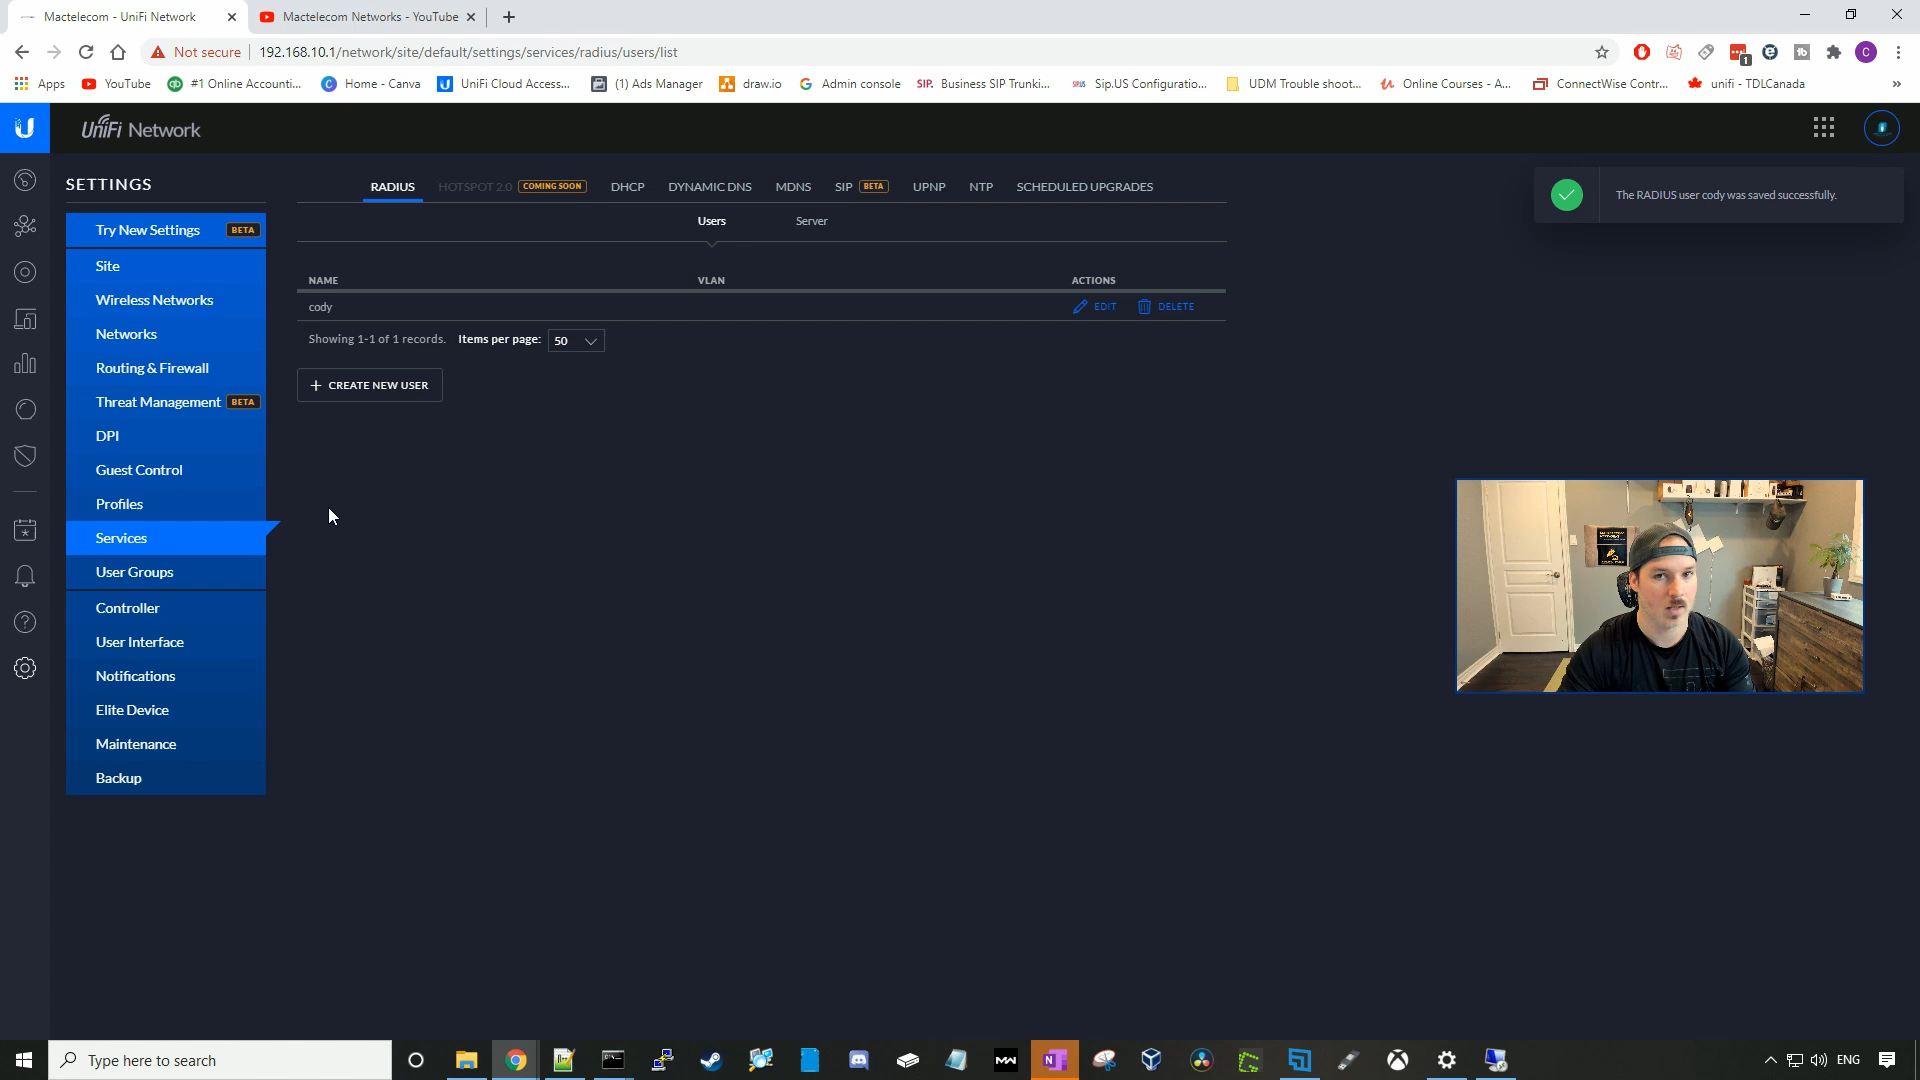 Mactelecom - UniFi Network
Mactelecom Networks - YouTube
Not secure
192.168.10.1/network/site/default/settings/services/radius/users/list
Apps
YouTube
#1 Online Accounti...
Home - Canva
UniFi Cloud Access...
(1) Ads Manager
draw.io
Admin console
SIP. Business SIP Trunki...
Sip.US Configuratio...
UDM Trouble shoot...
Online Courses - A...
ConnectWise Contr...
unifi - TDLCanada
UniFi Network
SETTINGS
RADIUS
HOTSPOT 2.0 COMING SOON
DHCP
DYNAMIC DNS
MDNS
SIP BETA
UPNP
NTP
SCHEDULED UPGRADES
The RADIUS user cody was saved successfully.
Users
Server
Try New Settings BETA
Site
Wireless Networks
Networks
Routing & Firewall
Threat Management BETA
DPI
Guest Control
Profiles
Services
User Groups
Controller
User Interface
Notifications
Elite Device
Maintenance
Backup
NAME
VLAN
ACTIONS
cody
EDIT
DELETE
Showing 1-1 of 1 records. Items per page: 50
CREATE NEW USER
Type here to search
ENG